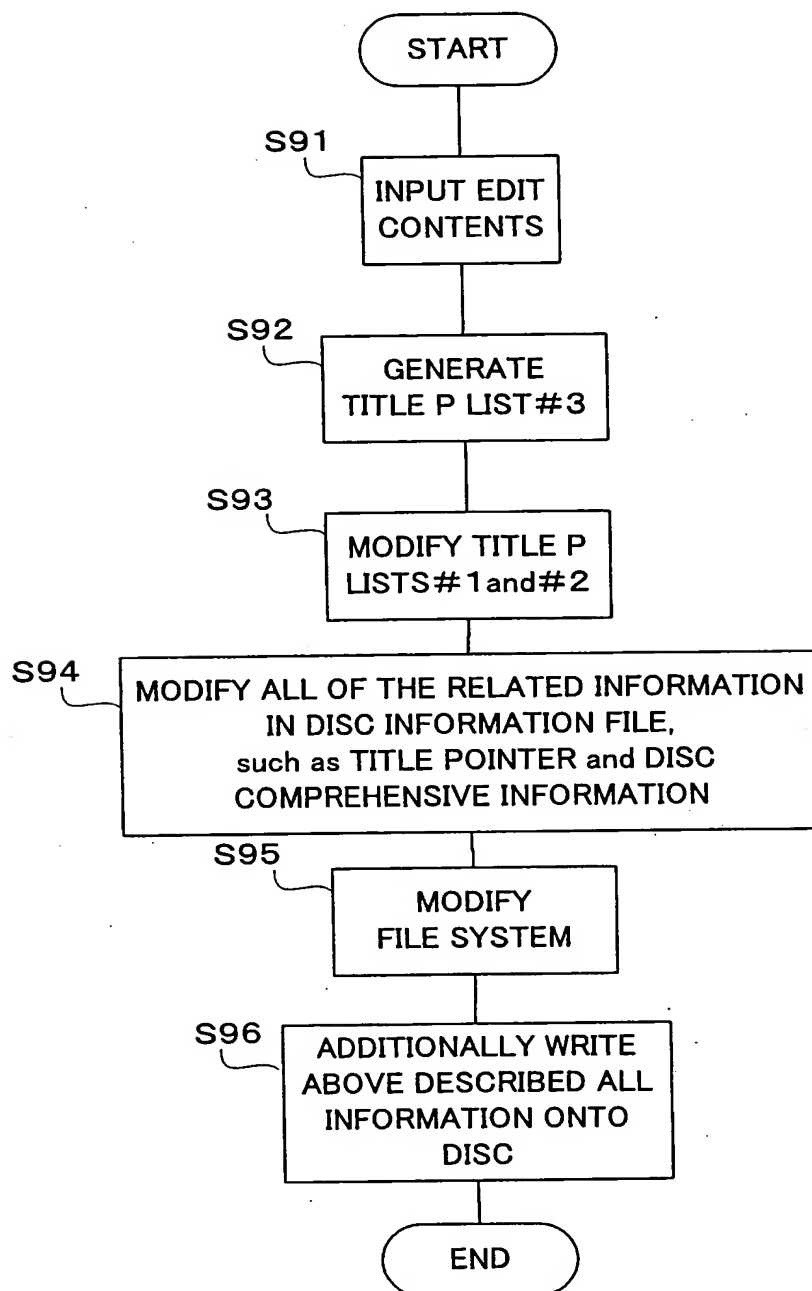 START
S91
INPUT EDIT
CONTENTS
S92
GENERATE
TITLE P LIST#3
S93
MODIFY TITLE P
LISTS#1and#2
S94
MODIFY ALL OF THE RELATED INFORMATION
IN DISC INFORMATION FILE,
such as TITLE POINTER and DISC
COMPREHENSIVE INFORMATION
S95
MODIFY
FILE SYSTEM
S96
ADDITIONALLY WRITE
ABOVE DESCRIBED ALL
INFORMATION ONTO
DISC
END